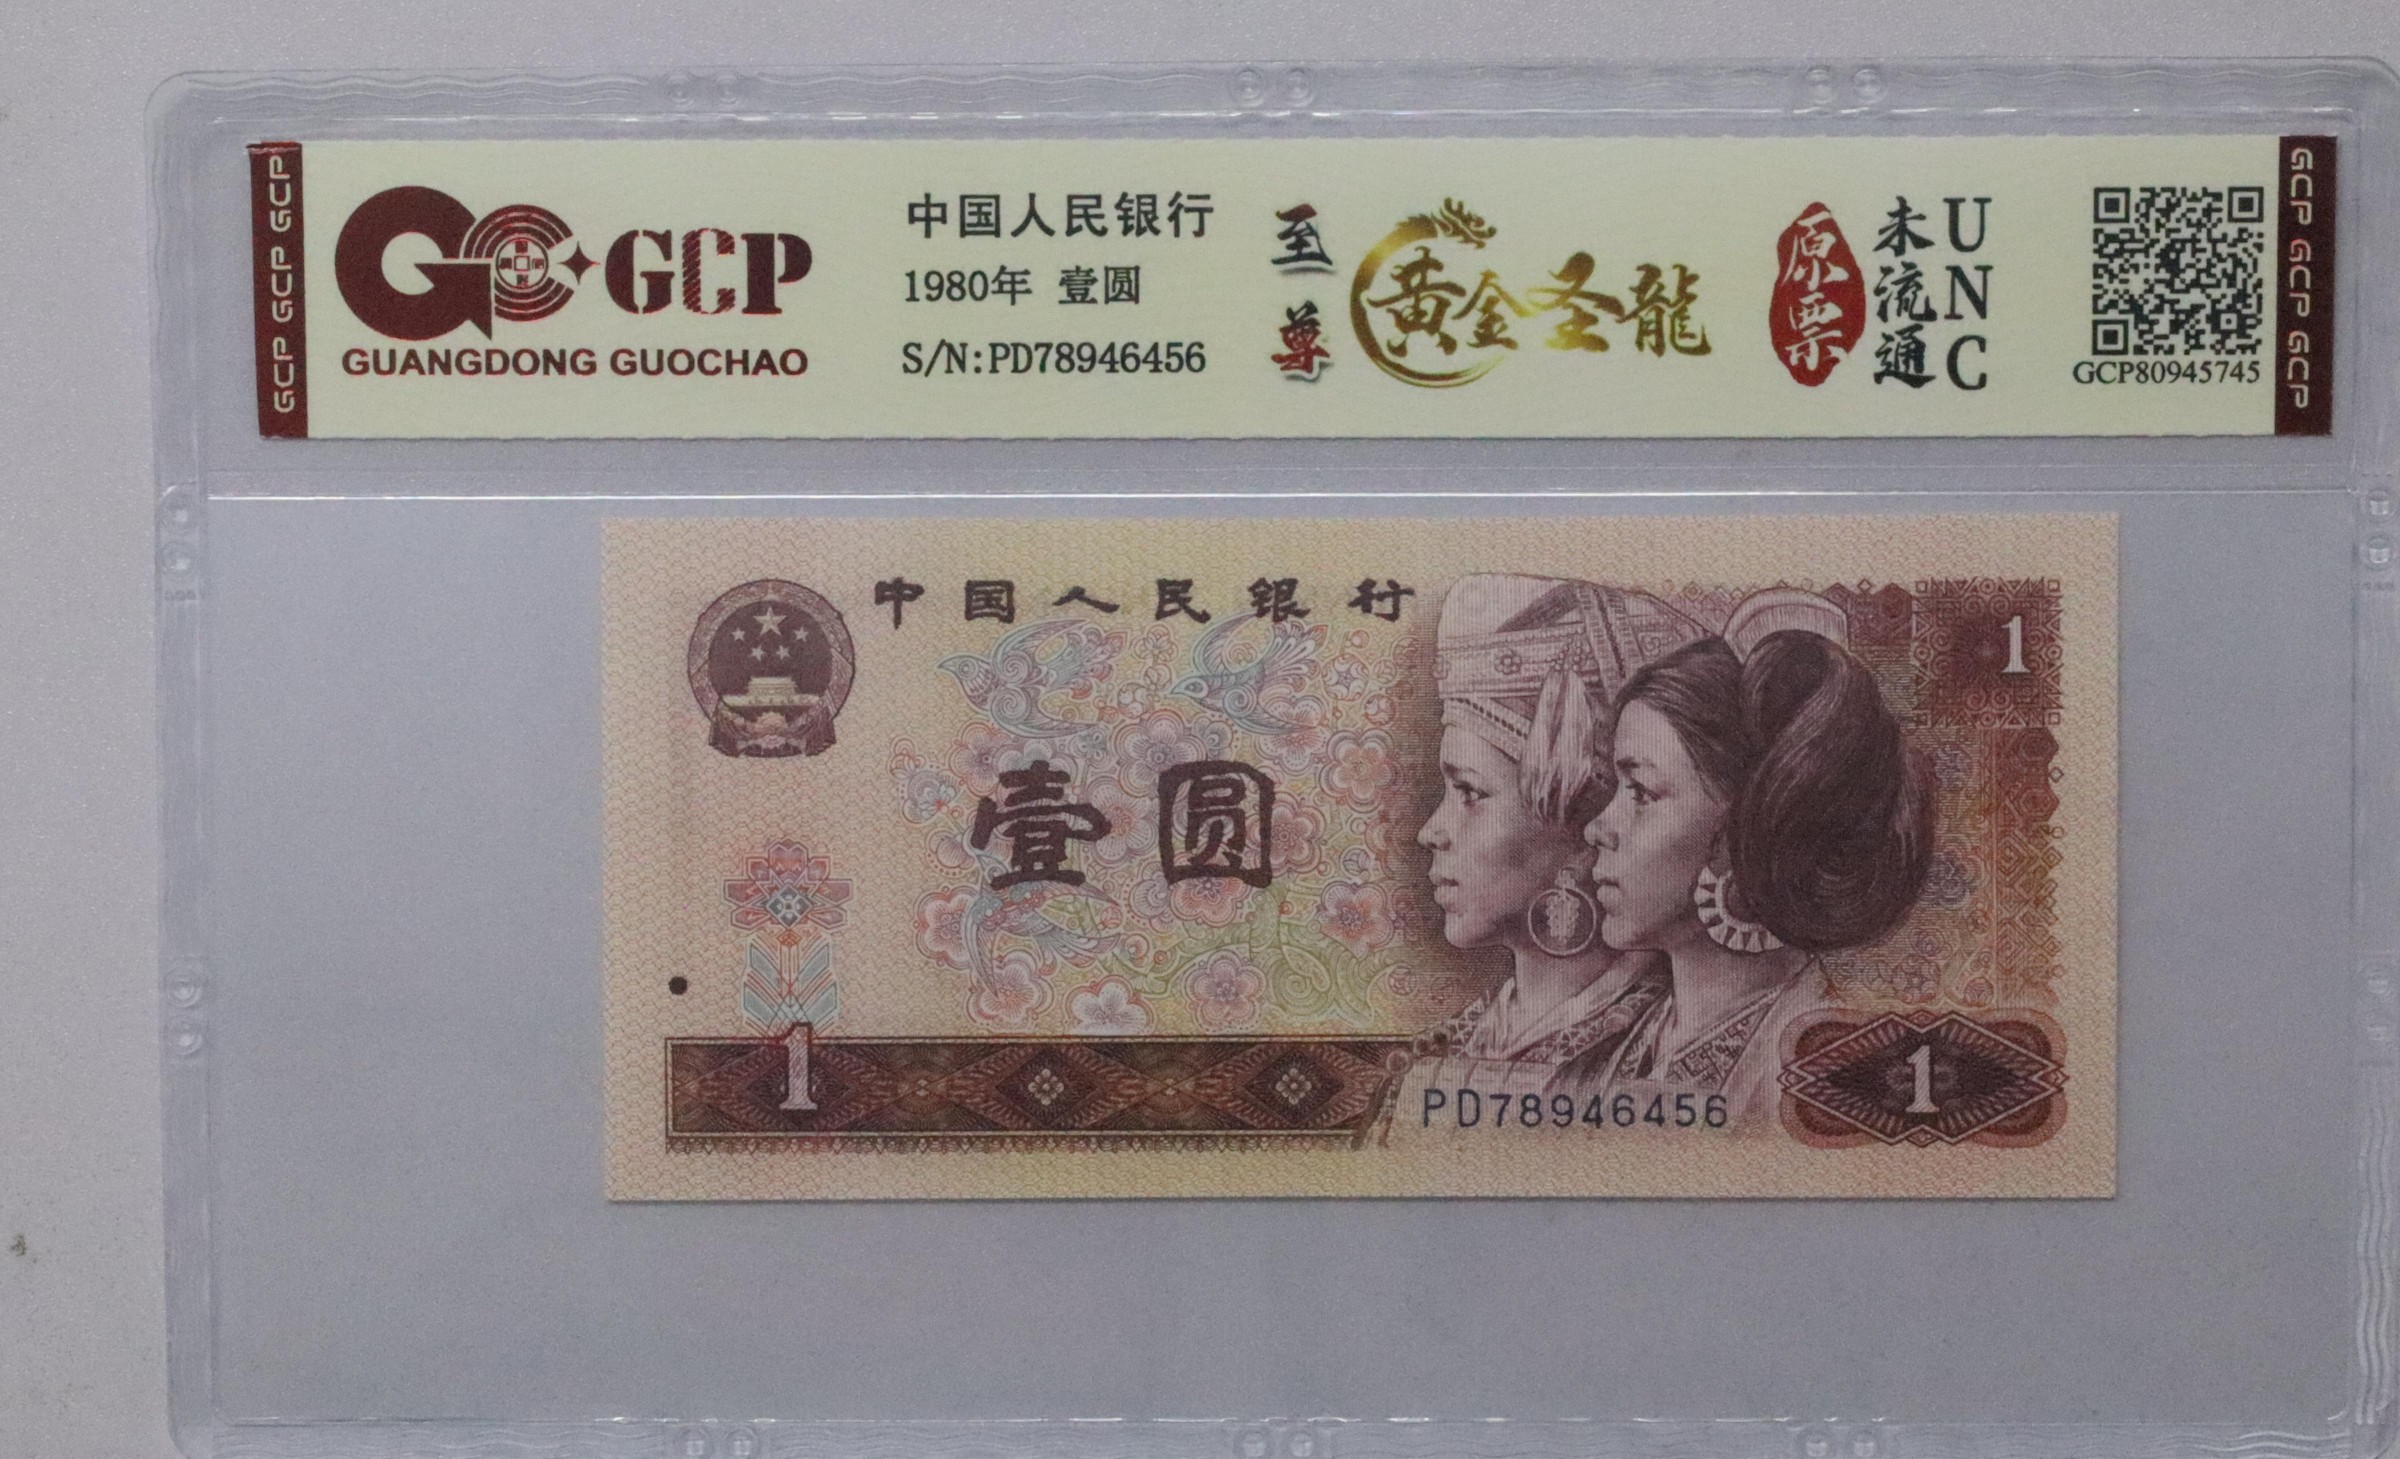 GCP GCP GCP
GCP
GUANGDONG GUOCHAO
中国人民银行
1980年 壹圆
S/N:PD78946456
至尊
黄金圣龍
原票
未流通
UNC
GCP80945745
GCP GCP GCP
中国人民银行
1
壹圆
1
PD78946456
1